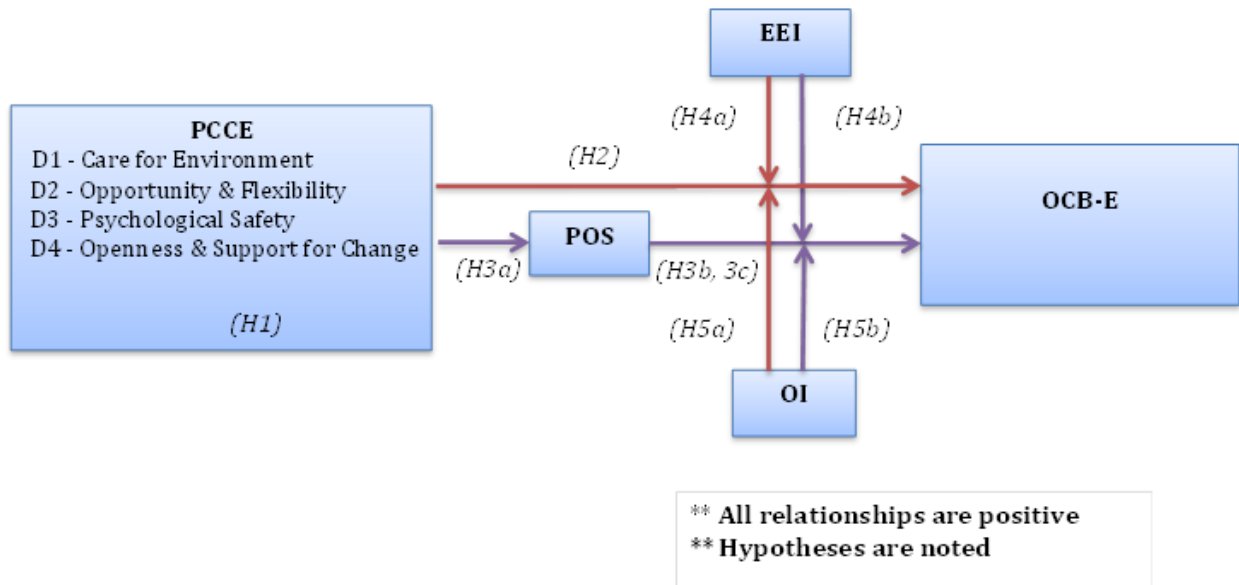 EEI
(H4a)
(H4b)
PCCE
D1 - Care for Environment
D2 - Opportunity & Flexibility
D3 - Psychological Safety
D4 - Openness & Support for Change
(H1)
(H2)
OCB-E
(H3a)
POS
(H3b, 3c)
(H5a)
(H5b)
OI
** All relationships are positive
** Hypotheses are noted